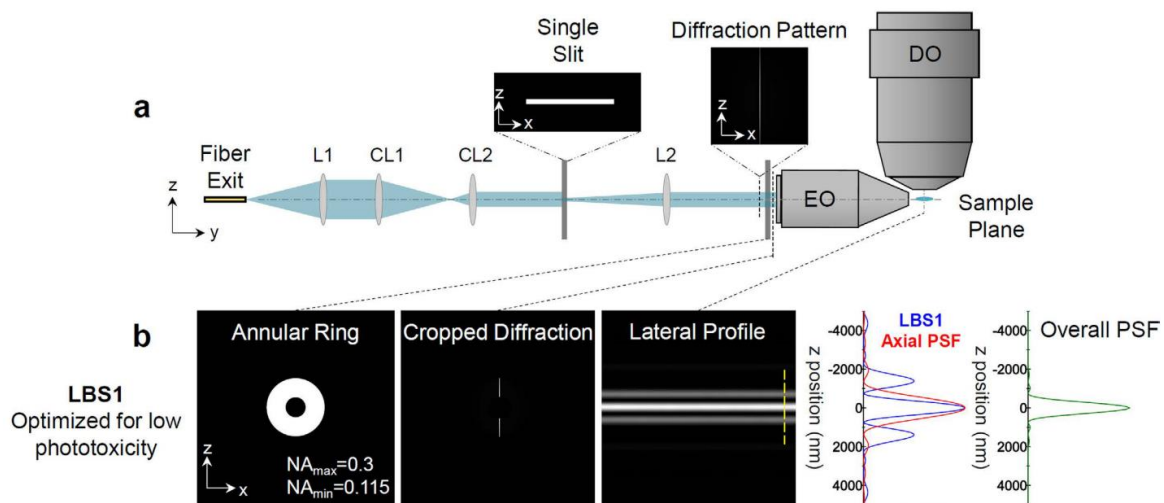 a
Single
Slit
z
x
Diffraction Pattern
z
x
DO
Fiber
Exit
L1
CL1
CL2
L2
EO
z
y
Sample
Plane
b
LBS1
Optimized for low
phototoxicity
Annular Ring
z
x
NAmax=0.3
NAmin=0.115
Cropped Diffraction
Lateral Profile
LBS1
Axial PSF
z position (nm)
-4000
-2000
0
2000
4000
Overall PSF
z position (nm)
-4000
-2000
0
2000
4000